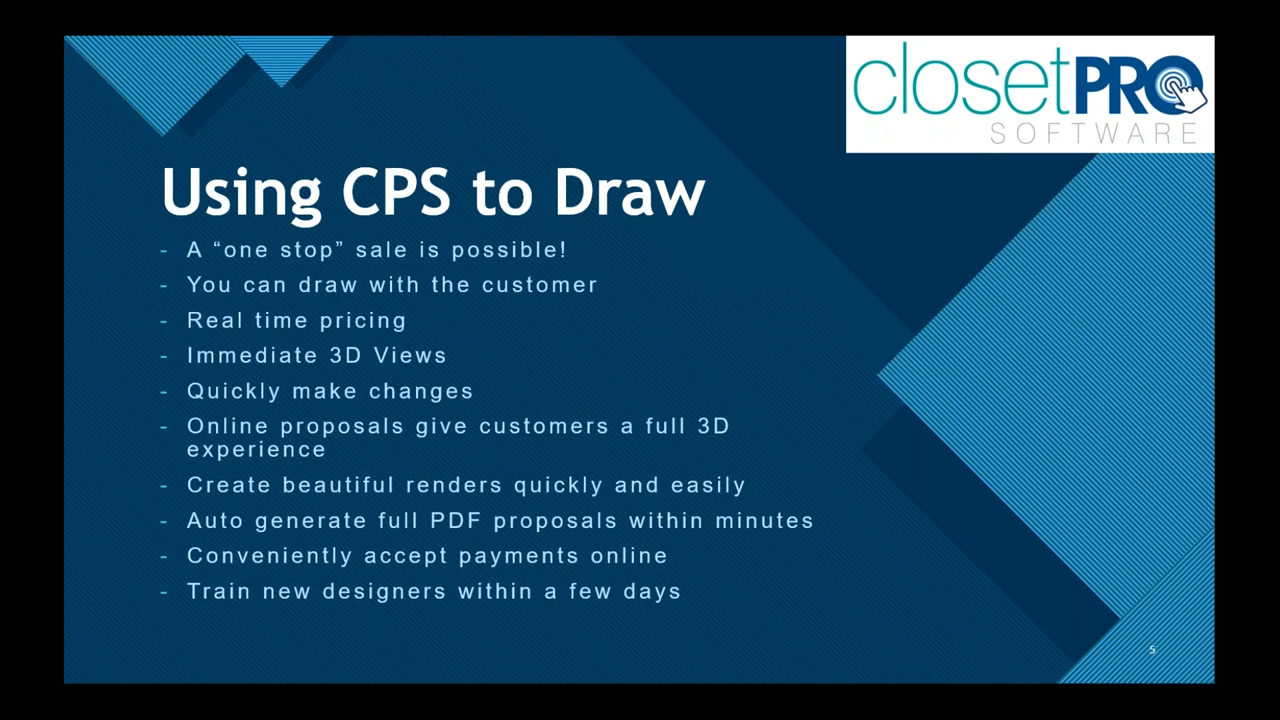 closetPRO
SOFTWARE
Using CPS to Draw
- A “one stop” sale is possible!
- You can draw with the customer
- Real time pricing
- Immediate 3D Views
- Quickly make changes
- Online proposals give customers a full 3D
experience
- Create beautiful renders quickly and easily
- Auto generate full PDF proposals within minutes
- Conveniently accept payments online
- Train new designers within a few days
5